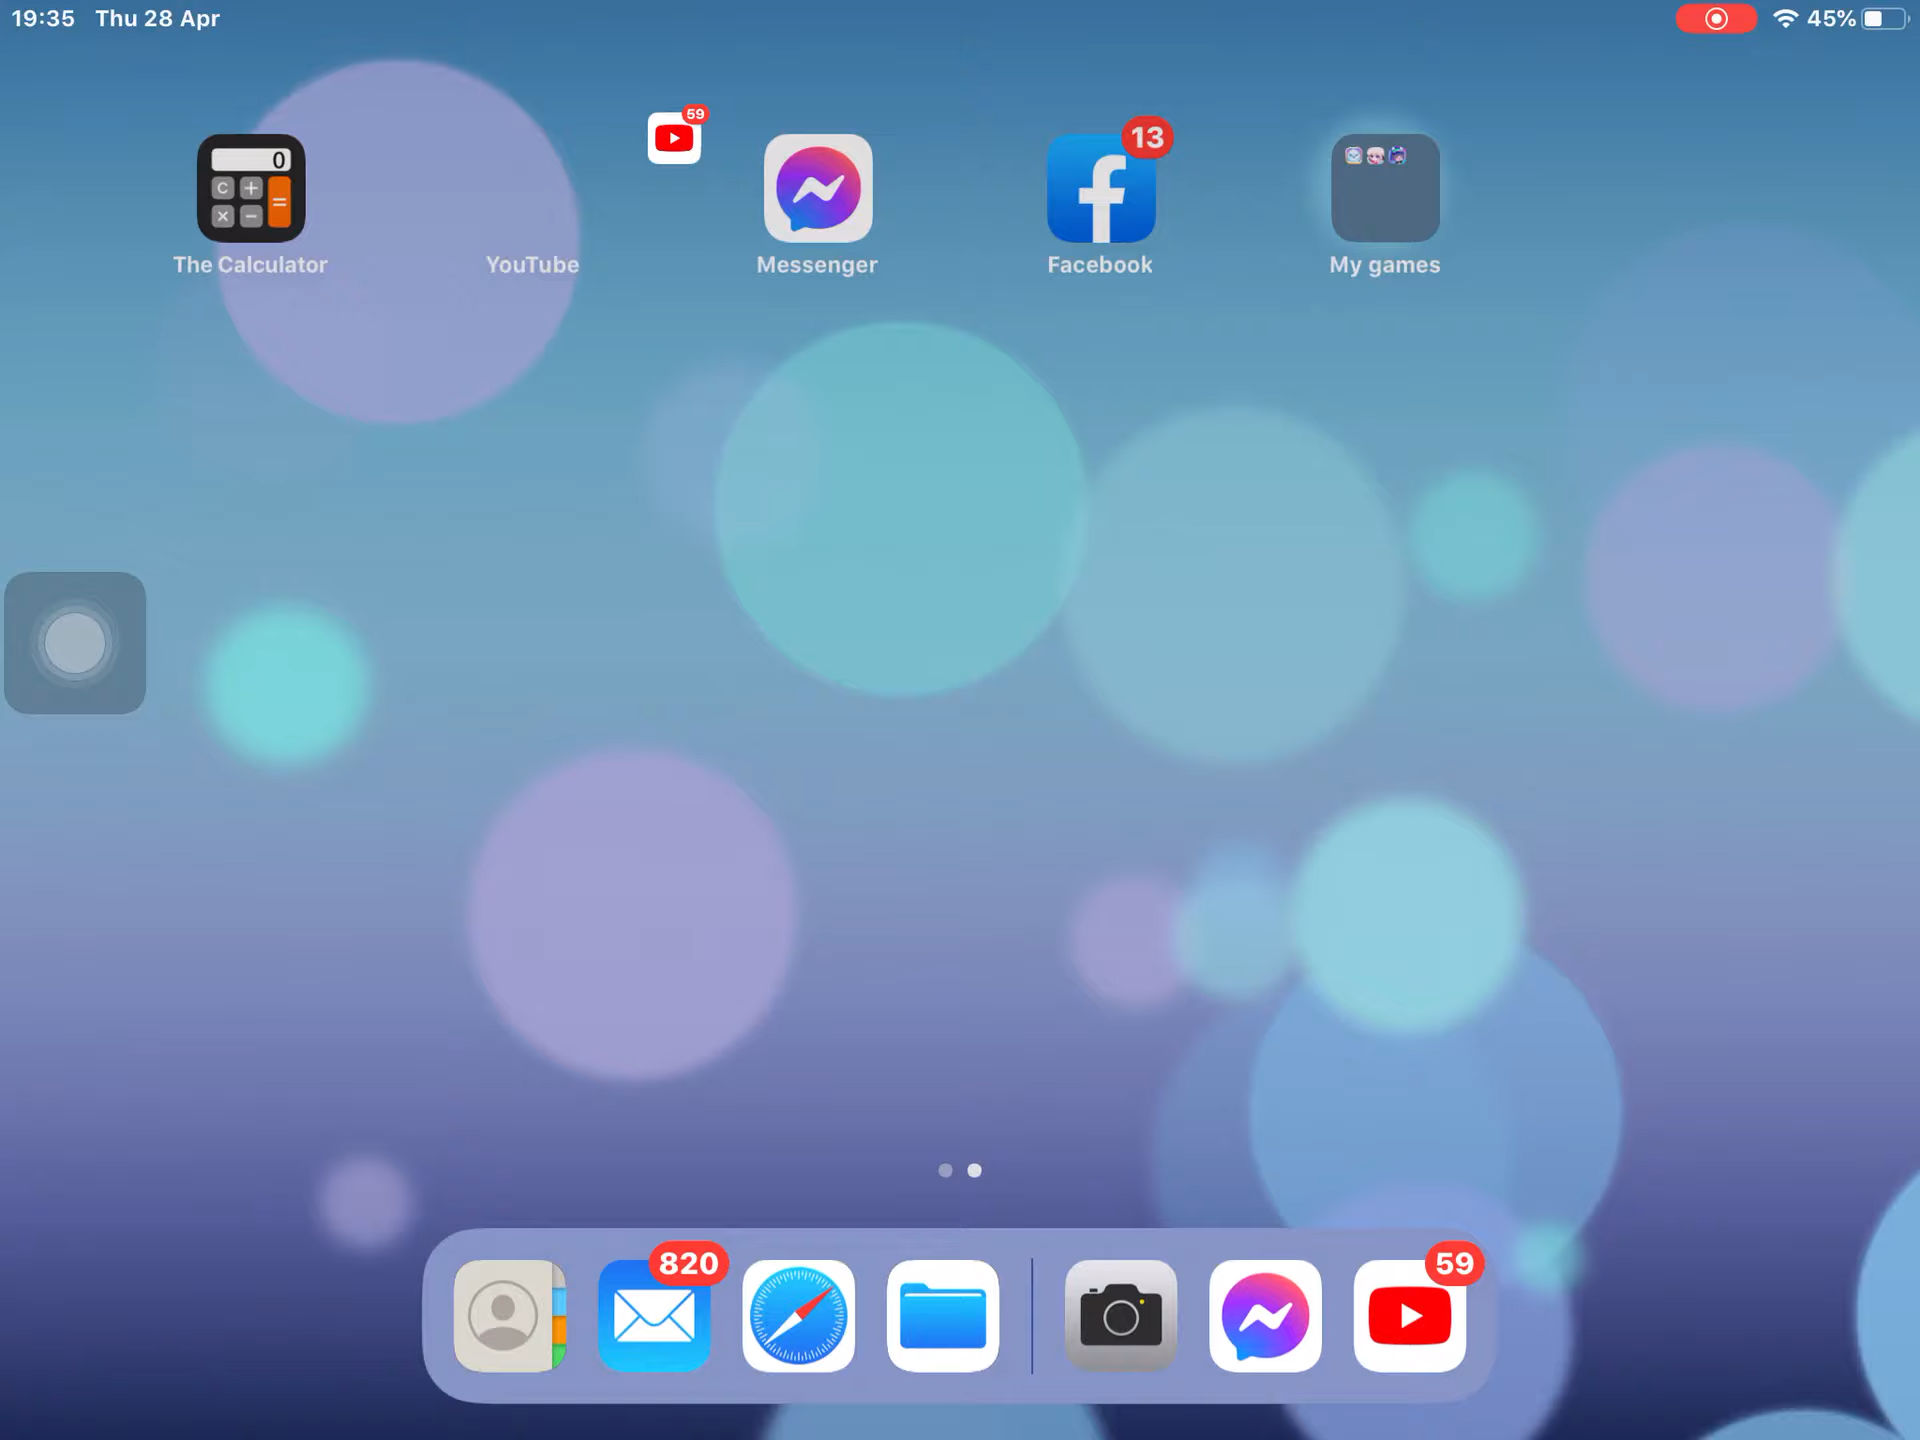 19:35 Thu 28 Apr
45%
0
C +
× − =
59
13
The Calculator
YouTube
Messenger
Facebook
My games
820
59